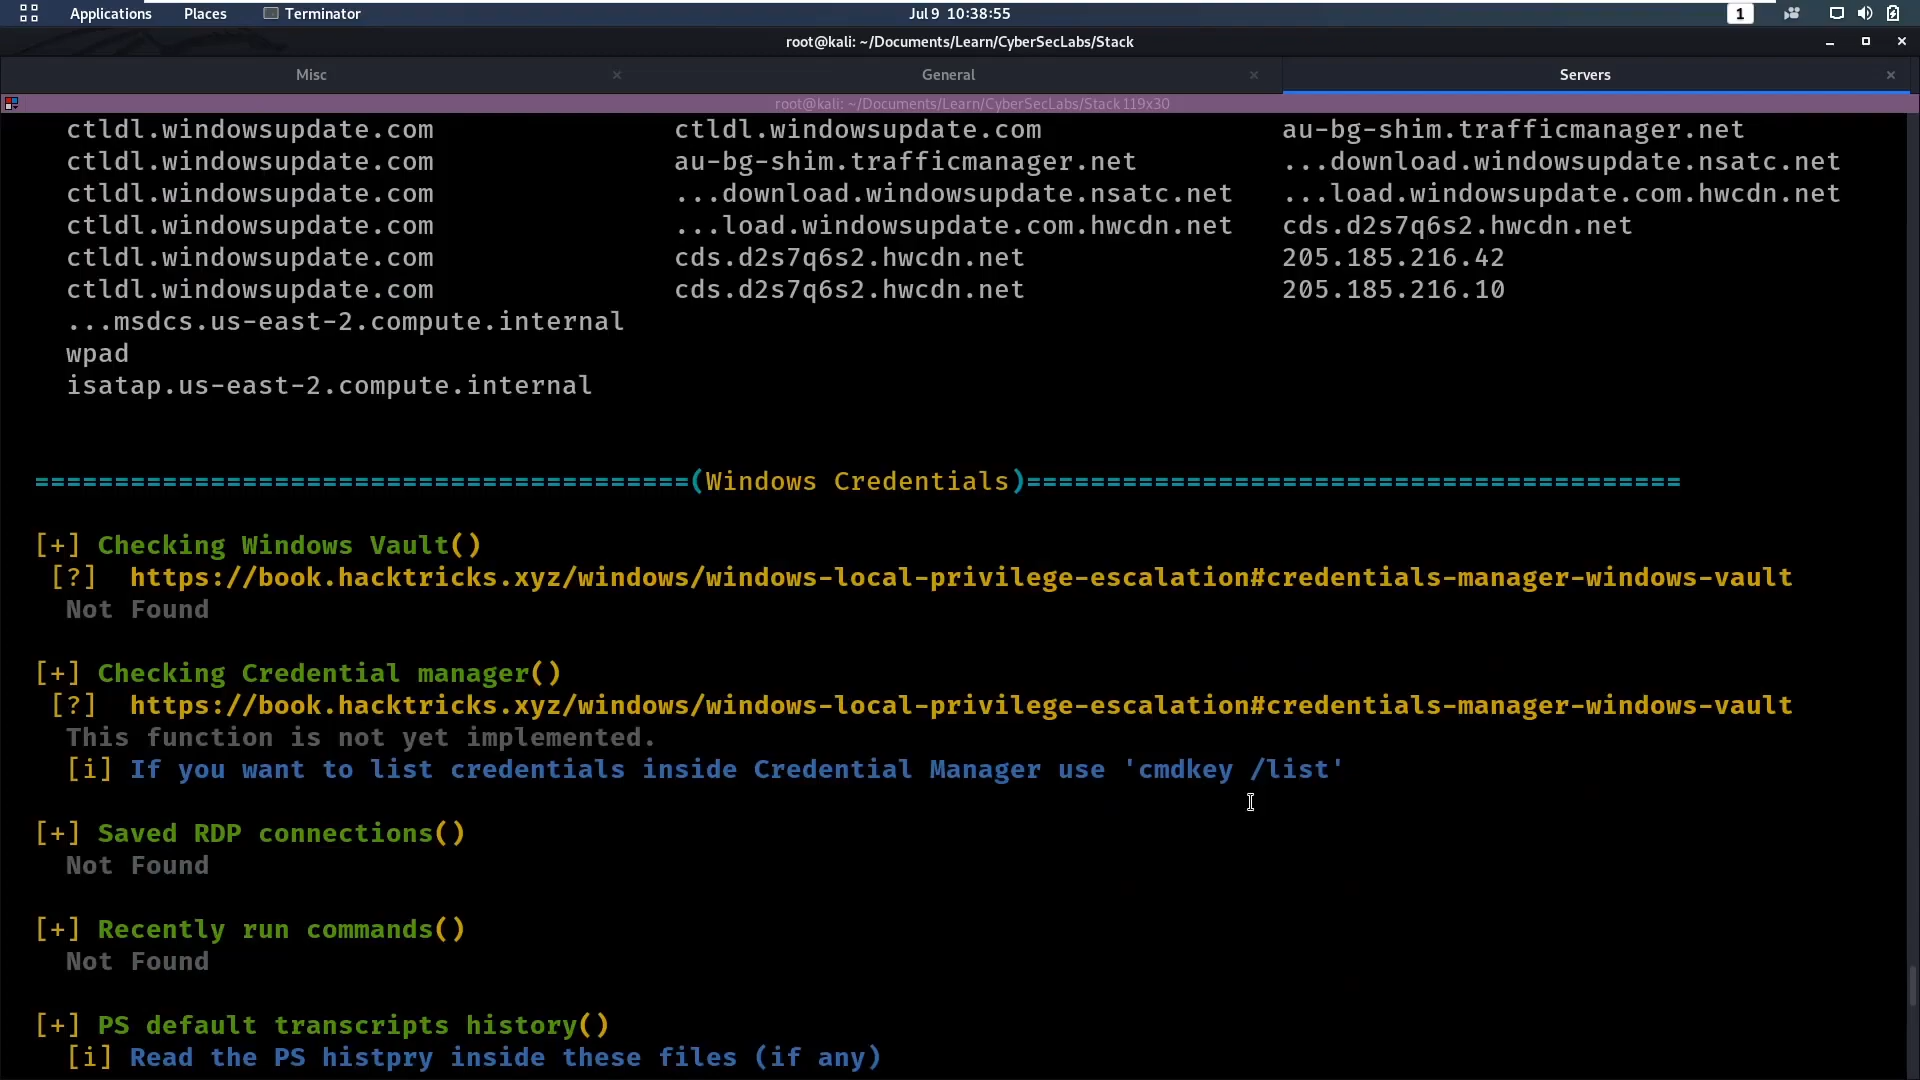 Applications Places Terminator Jul 9 10:38:55 1
root@kali: ~/Documents/Learn/CyberSecLabs/Stack
Misc × General × Servers ×
root@kali: ~/Documents/Learn/CyberSecLabs/Stack 119x30
ctldl.windowsupdate.com ctldl.windowsupdate.com au-bg-shim.trafficmanager.net
ctldl.windowsupdate.com au-bg-shim.trafficmanager.net ...download.windowsupdate.nsatc.net
ctldl.windowsupdate.com ...download.windowsupdate.nsatc.net ...load.windowsupdate.com.hwcdn.net
ctldl.windowsupdate.com ...load.windowsupdate.com.hwcdn.net cds.d2s7q6s2.hwcdn.net
ctldl.windowsupdate.com cds.d2s7q6s2.hwcdn.net 205.185.216.42
ctldl.windowsupdate.com cds.d2s7q6s2.hwcdn.net 205.185.216.10
...msdcs.us-east-2.compute.internal
wpad
isatap.us-east-2.compute.internal
=========================================(Windows Credentials)=========================================
[+] Checking Windows Vault()
[?] https://book.hacktricks.xyz/windows/windows-local-privilege-escalation#credentials-manager-windows-vault
Not Found
[+] Checking Credential manager()
[?] https://book.hacktricks.xyz/windows/windows-local-privilege-escalation#credentials-manager-windows-vault
This function is not yet implemented.
[i] If you want to list credentials inside Credential Manager use 'cmdkey /list'
[+] Saved RDP connections()
Not Found
[+] Recently run commands()
Not Found
[+] PS default transcripts history()
[i] Read the PS histpry inside these files (if any)